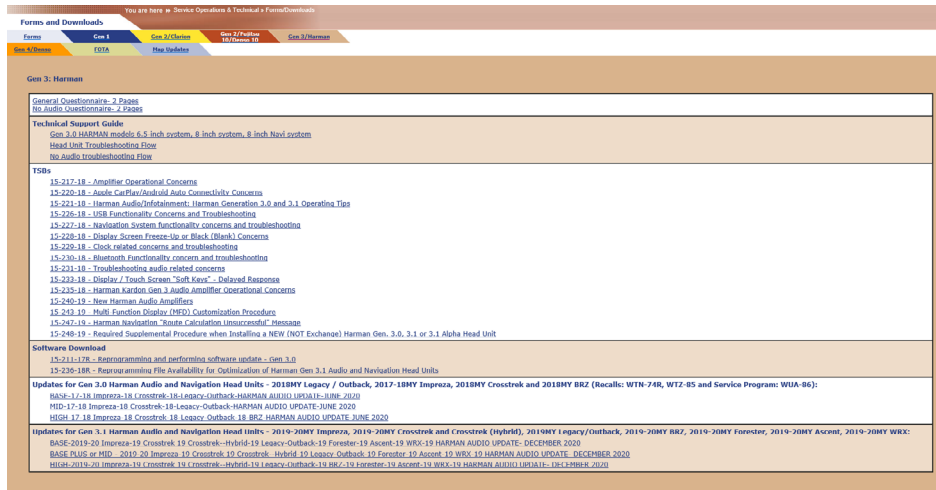 You are here » Service Operations & Technical » Forms/Downloads
Forms and Downloads
Forms
Gen 1
Gen 2/Clarion
Gen 2/Fujitsu 10/Denso 10
Gen 3/Harman
Gen 4/Denso
FOTA
Map Updates
Gen 3: Harman
General Questionnaire- 2 Pages
No Audio Questionnaire- 2 Pages
Technical Support Guide
Gen 3.0 HARMAN models 6.5 inch system, 8 inch system, 8 inch Navi system
Head Unit Troubleshooting Flow
No Audio troubleshooting Flow
TSBs
15-217-18 - Amplifier Operational Concerns
15-220-18 - Apple CarPlay/Android Auto Connectivity Concerns
15-221-18 - Harman Audio/Infotainment: Harman Generation 3.0 and 3.1 Operating Tips
15-226-18 - USB Functionality Concerns and Troubleshooting
15-227-18 - Navigation System functionality concerns and troubleshooting
15-228-18 - Display Screen Freeze-Up or Black (Blank) Concerns
15-229-18 - Clock related concerns and troubleshooting
15-230-18 - Bluetooth Functionality concern and troubleshooting
15-231-18 - Troubleshooting audio related concerns
15-233-18 - Display / Touch Screen "Soft Keys" - Delayed Response
15-235-18 - Harman Kardon Gen 3 Audio Amplifier Operational Concerns
15-240-19 - New Harman Audio Amplifiers
15-243-19 - Multi-Function Display (MFD) Customization Procedure
15-247-19 - Harman Navigation "Route Calculation Unsuccessful" Message
15-248-19 - Required Supplemental Procedure when Installing a NEW (NOT Exchange) Harman Gen. 3.0, 3.1 or 3.1 Alpha Head Unit
Software Download
15-211-17R - Reprogramming and performing software update - Gen 3.0
15-236-18R - Reprogramming File Availability for Optimization of Harman Gen 3.1 Audio and Navigation Head Units
Updates for Gen 3.0 Harman Audio and Navigation Head Units - 2018MY Legacy / Outback, 2017-18MY Impreza, 2018MY Crosstrek and 2018MY BRZ (Recalls: WTN-74R, WTZ-85 and Service Program: WUA-86):
BASE-17-18 Impreza-18 Crosstrek-18-Legacy-Outback-HARMAN AUDIO UPDATE-JUNE 2020
MID-17-18 Impreza-18 Crosstrek-18-Legacy-Outback-HARMAN AUDIO UPDATE-JUNE 2020
HIGH-17-18 Impreza-18 Crosstrek-18-Legacy-Outback-18-BRZ-HARMAN AUDIO UPDATE JUNE 2020
Updates for Gen 3.1 Harman Audio and Navigation Head Units - 2019-20MY Impreza, 2019-20MY Crosstrek and Crosstrek (Hybrid), 2019MY Legacy/Outback, 2019-20MY BRZ, 2019-20MY Forester, 2019-20MY Ascent, 2019-20MY WRX:
BASE-2019-20 Impreza-19 Crosstrek 19 Crosstrek--Hybrid-19 Legacy-Outback-19 Forester-19 Ascent-19 WRX-19 HARMAN AUDIO UPDATE- DECEMBER 2020
BASE PLUS or MID - 2019-20 Impreza-19 Crosstrek 19 Crosstrek--Hybrid-19 Legacy-Outback-19 Forester-19 Ascent-19 WRX-19 HARMAN AUDIO UPDATE- DECEMBER 2020
HIGH-2019-20 Impreza-19 Crosstrek-19 Crosstrek--Hybrid-19 Legacy-Outback-19 BRZ-19 Forester-19 Ascent-19 WRX-19 HARMAN AUDIO UPDATE- DECEMBER 2020